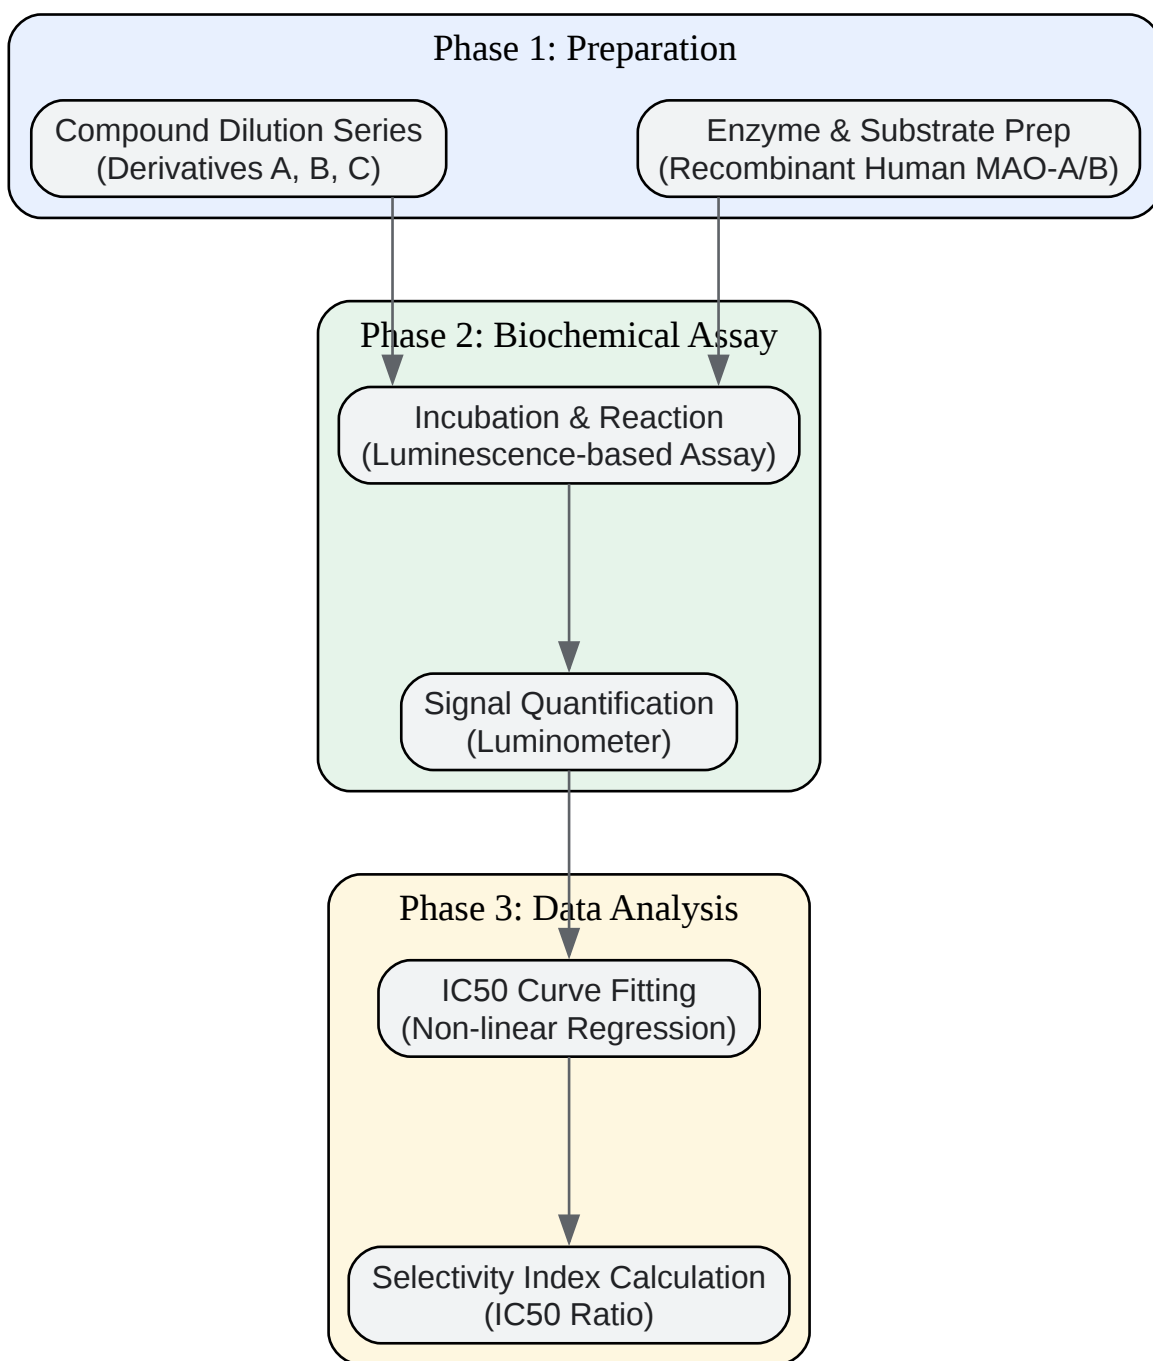 Phase 1: Preparation
Compound Dilution Series
(Derivatives A, B, C)
Enzyme & Substrate Prep
(Recombinant Human MAO-A/B)
Phase 2: Biochemical Assay
Incubation & Reaction
(Luminescence-based Assay)
Signal Quantification
(Luminometer)
Phase 3: Data Analysis
IC50 Curve Fitting
(Non-linear Regression)
Selectivity Index Calculation
(IC50 Ratio)